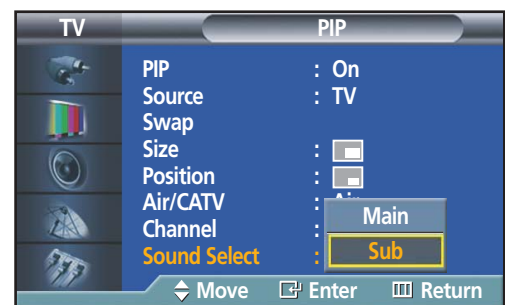 TV PIP
PIP : On
Source : TV
Swap
Size :
Position :
Air/CATV : Air
Channel :
Main
Sound Select :
Sub
Move Enter Return